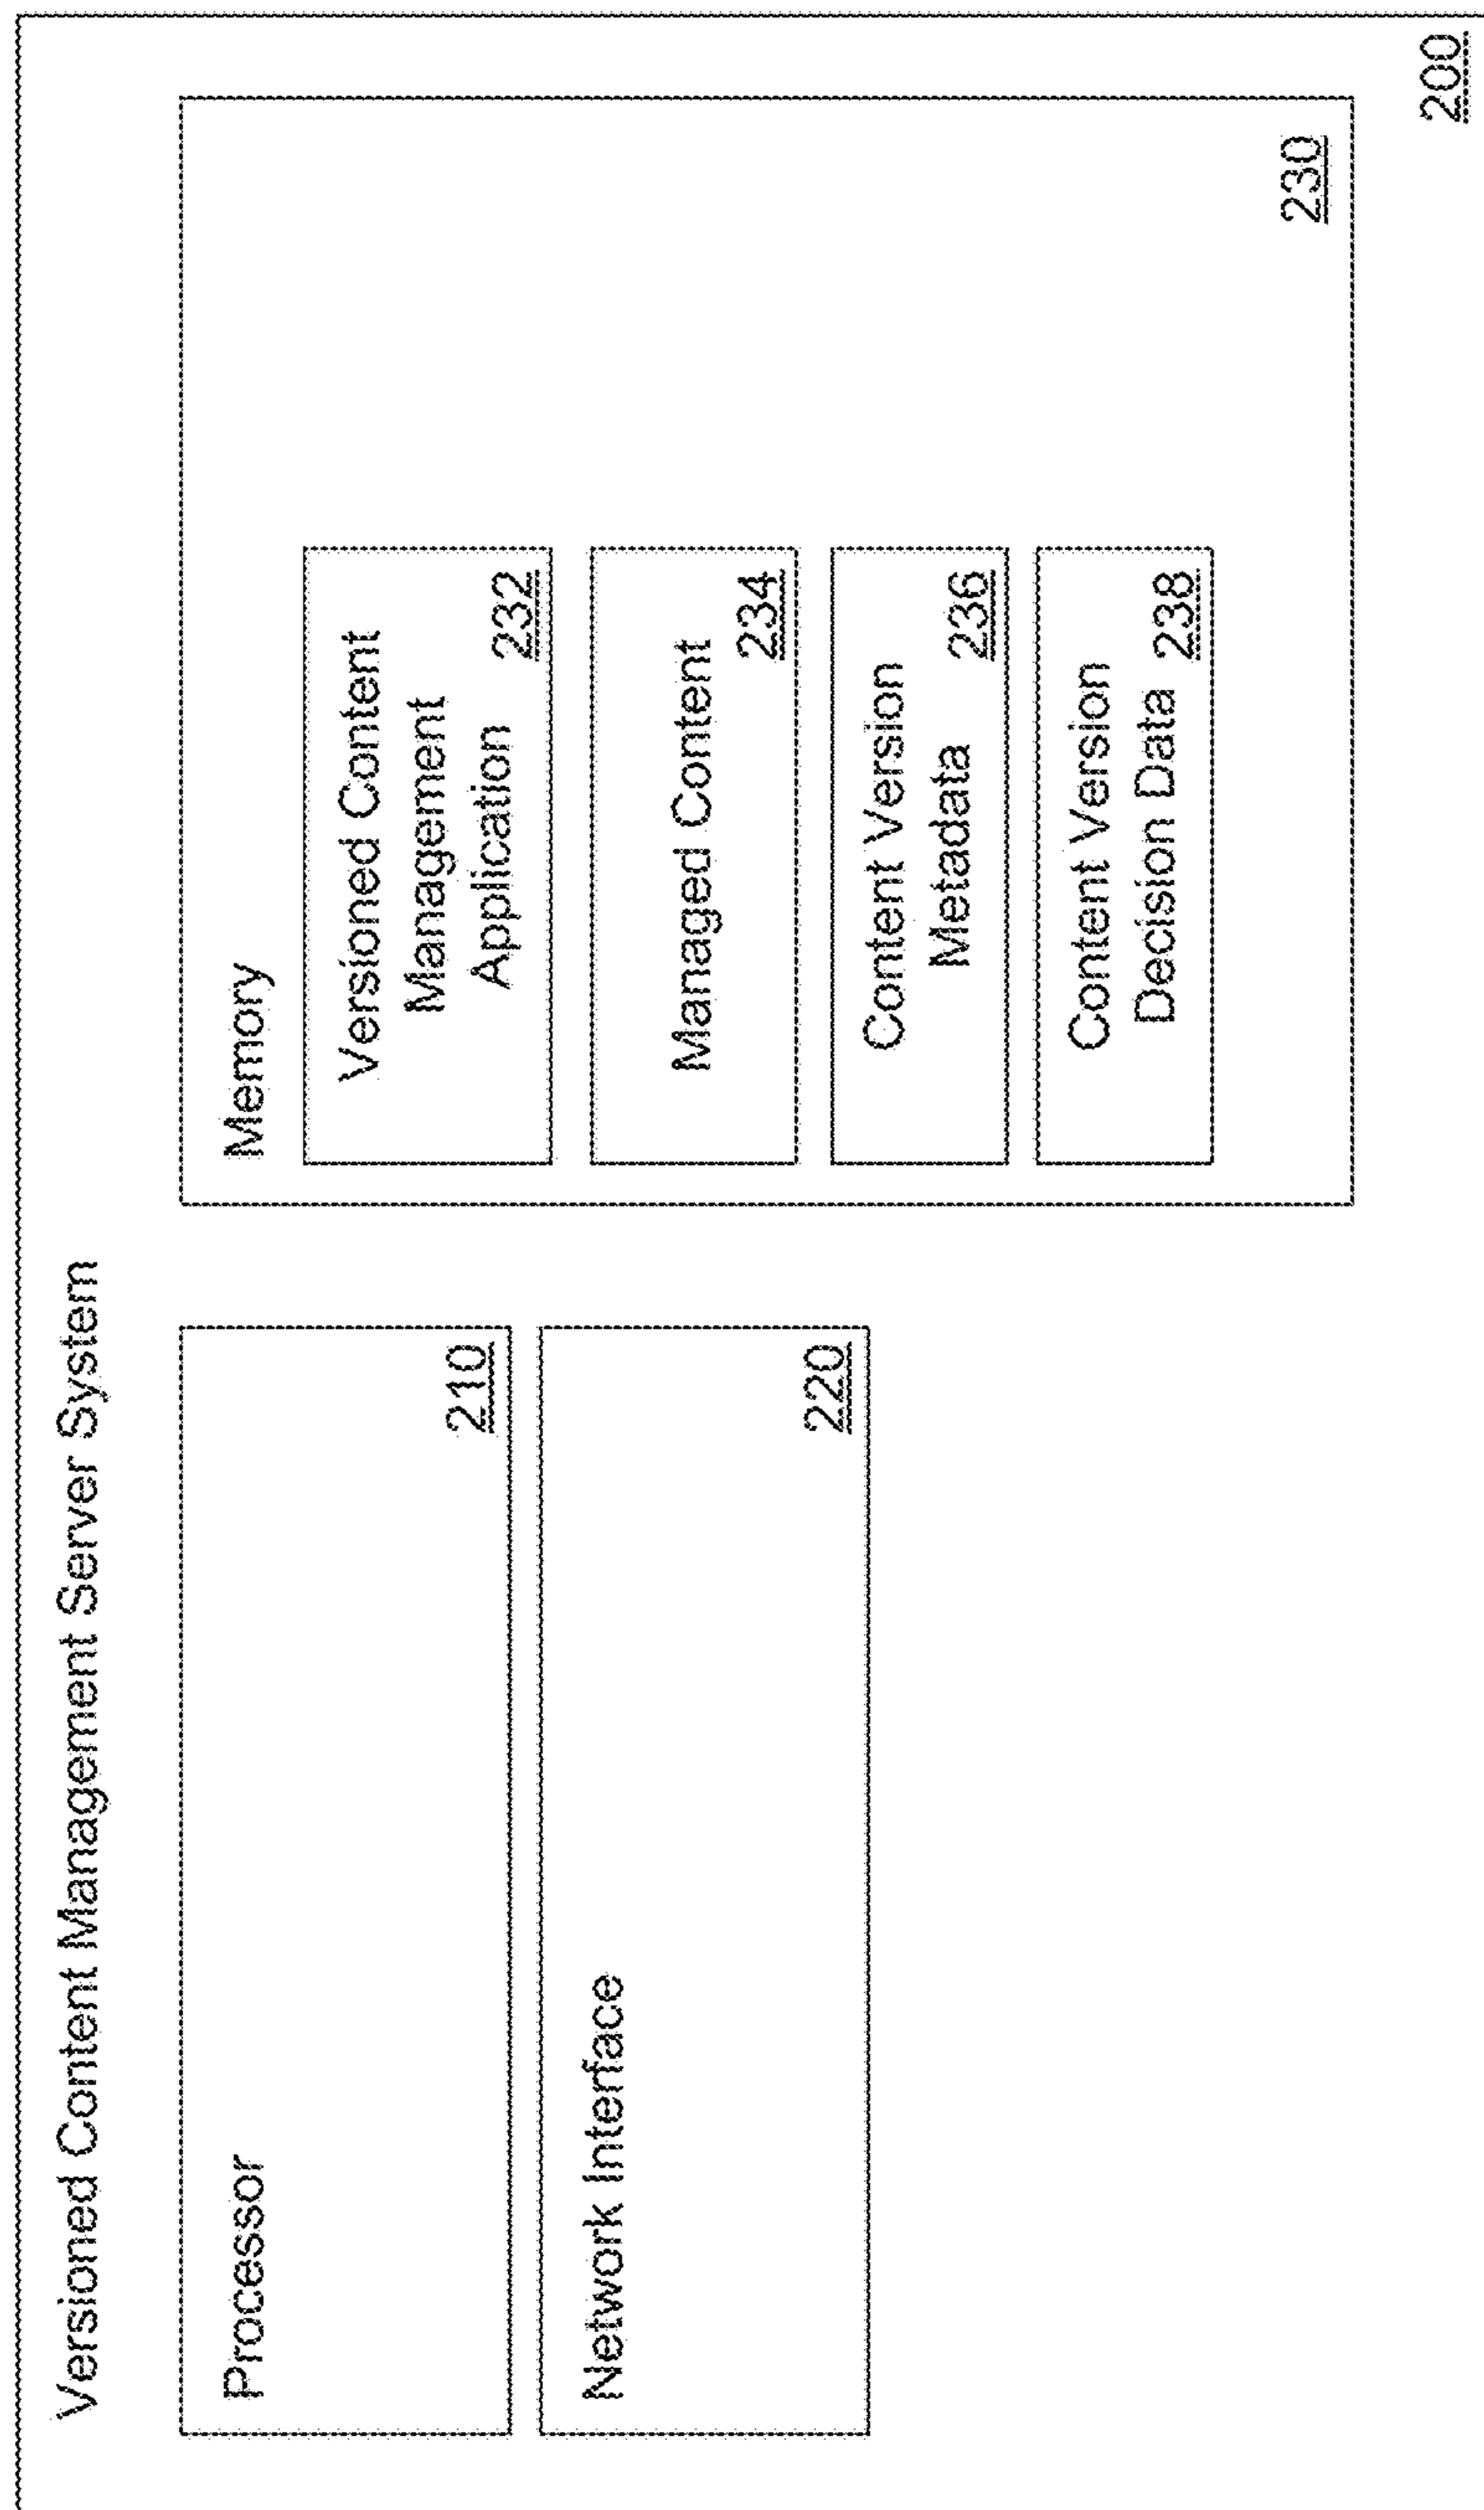 Versioned Content Management Server System
Processor
210
Network Interface
220
Memory
Versioned Content
Management
Application
232
Managed Content
234
Content Version
Metadata
236
Content Version
Decision Data
238
230
200